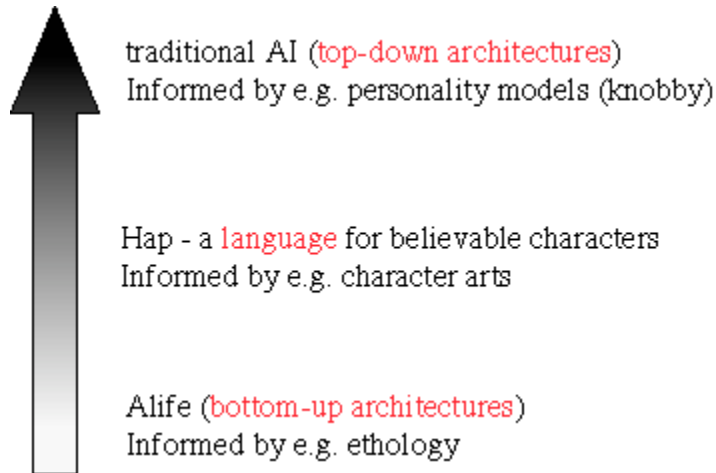 traditional AI (top-down architectures)
Informed by e.g. personality models (knobby)
Hap - a language for believable characters
Informed by e.g. character arts
Alife (bottom-up architectures)
Informed by e.g. ethology